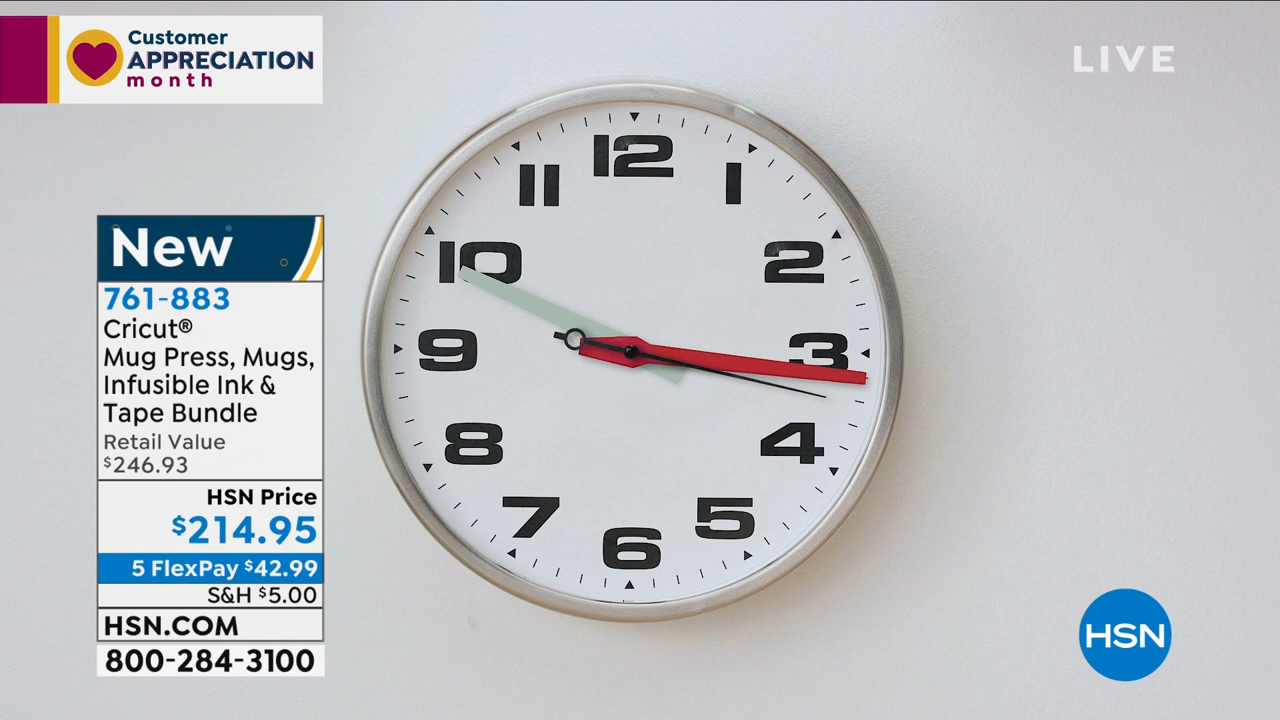 Customer
APPRECIATION
month
LIVE
New
761-883
Cricut®
Mug Press, Mugs,
Infusible Ink &
Tape Bundle
Retail Value
$246.93
HSN Price
$214.95
5 FlexPay $42.99
S&H $5.00
HSN.COM
800-284-3100
12
11
1
10
2
9
3
8
4
7
5
6
HSN